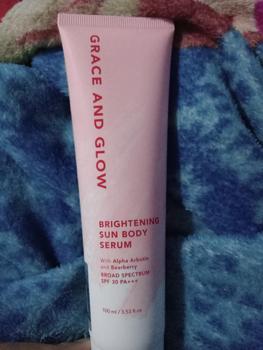 GRACE AND GLOW
BRIGHTENING
SUN BODY
SERUM
With Alpha Arbutin
and Bearberry
BROAD SPECTRUM
SPF 30 PA+++
100 ml / 3.53 fl oz